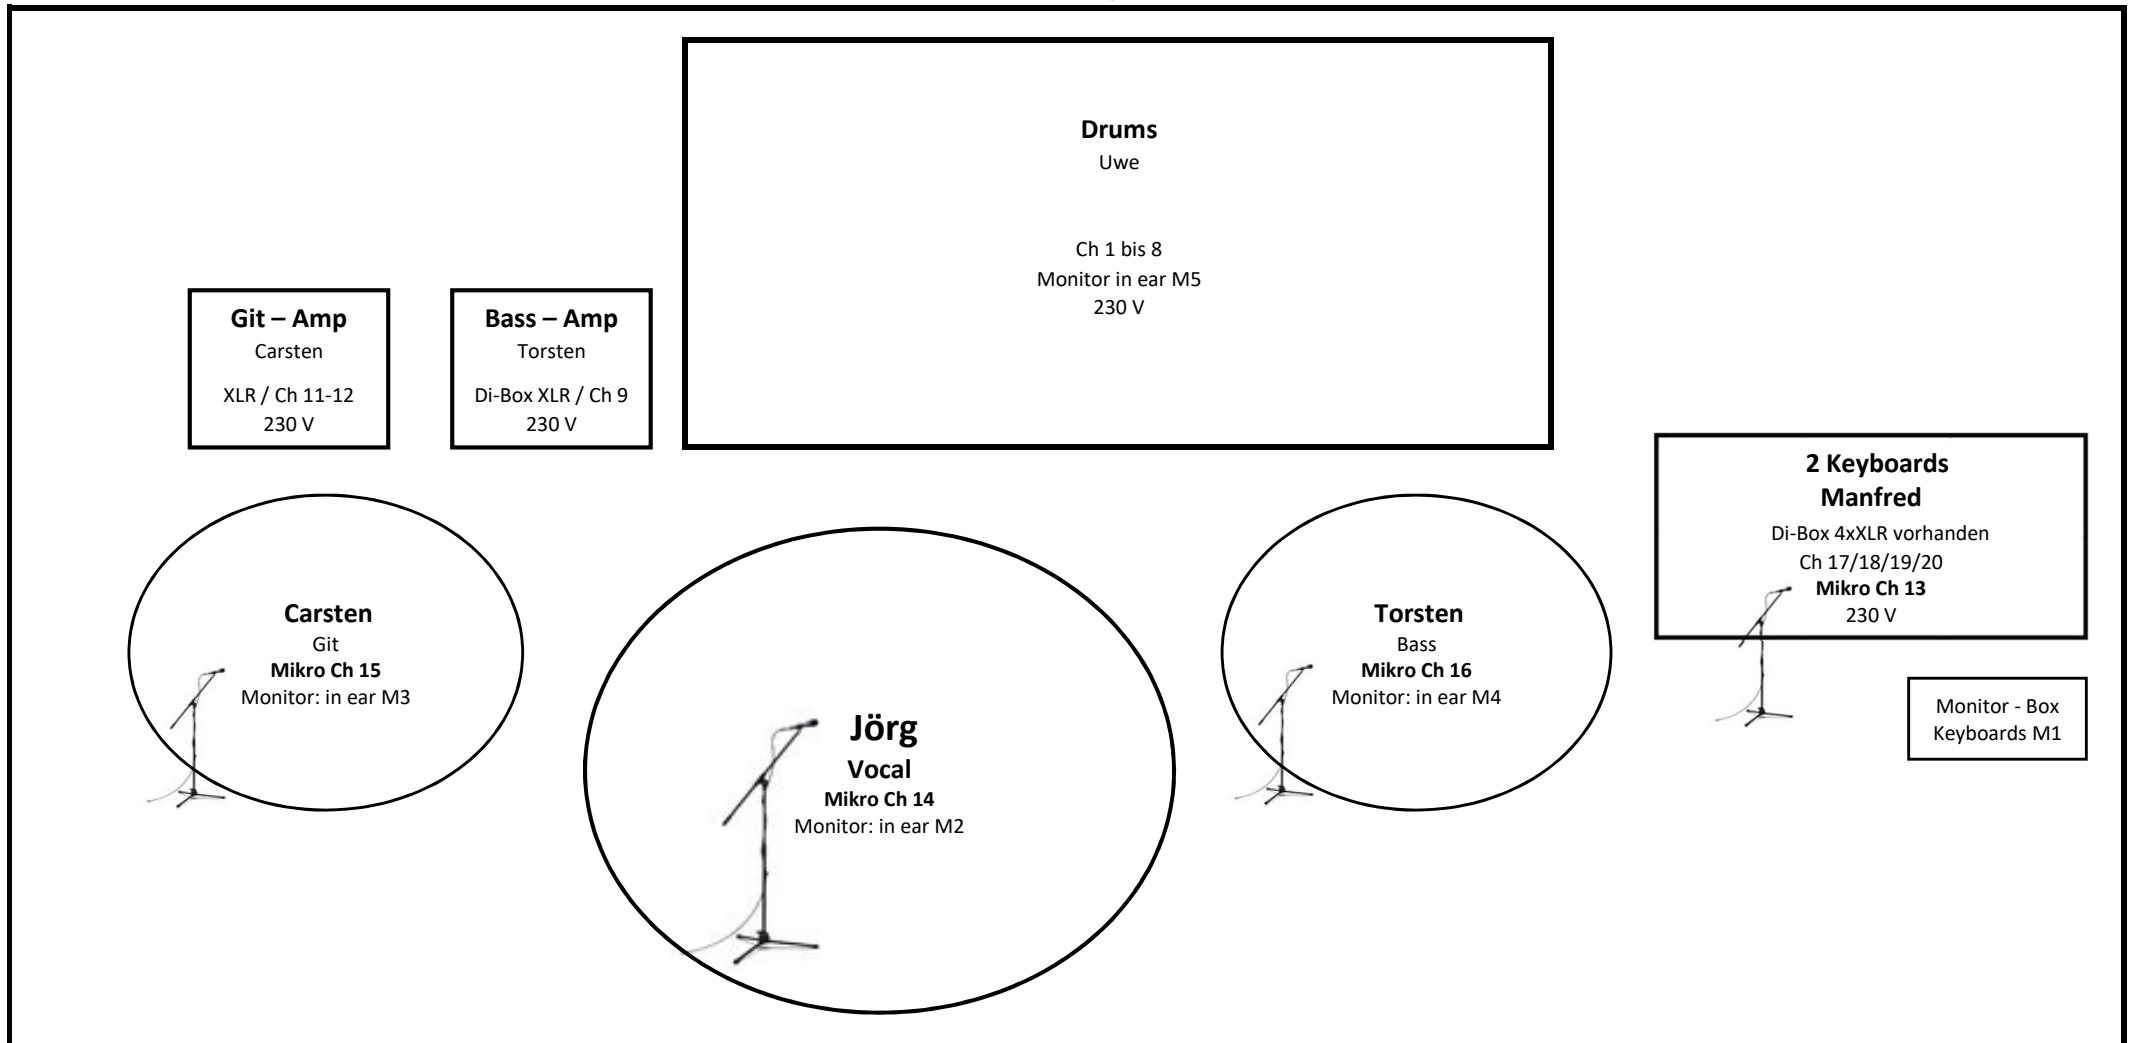 Drums
Uwe
Ch 1 bis 8
Monitor in ear M5
230 V
Git – Amp
Carsten
XLR / Ch 11-12
230 V
Bass – Amp
Torsten
Di-Box XLR / Ch 9
230 V
2 Keyboards
Manfred
Di-Box 4xXLR vorhanden
Ch 17/18/19/20
Mikro Ch 13
230 V
Carsten
Git
Mikro Ch 15
Monitor: in ear M3
Jörg
Vocal
Mikro Ch 14
Monitor: in ear M2
Torsten
Bass
Mikro Ch 16
Monitor: in ear M4
Monitor - Box
Keyboards M1